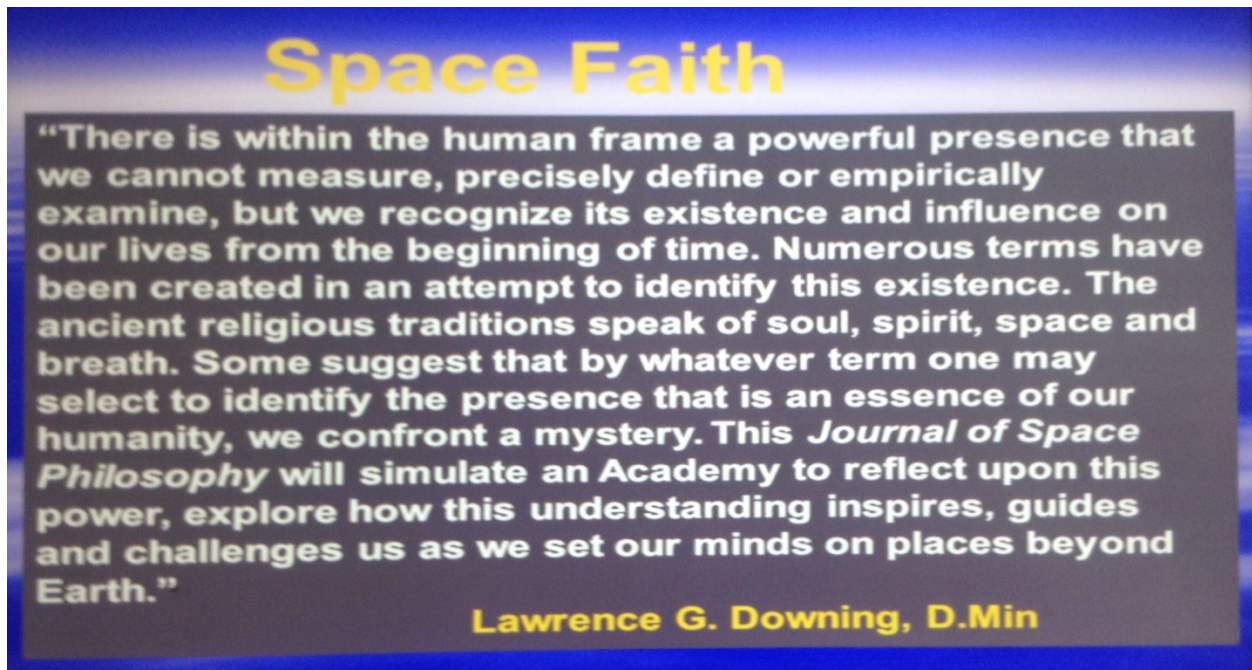 Space Faith
“There is within the human frame a powerful presence that
we cannot measure, precisely define or empirically
examine, but we recognize its existence and influence on
our lives from the beginning of time. Numerous terms have
been created in an attempt to identify this existence. The
ancient religious traditions speak of soul, spirit, space and
breath. Some suggest that by whatever term one may
select to identify the presence that is an essence of our
humanity, we confront a mystery. This Journal of Space
Philosophy will simulate an Academy to reflect upon this
power, explore how this understanding inspires, guides
and challenges us as we set our minds on places beyond
Earth.”
Lawrence G. Downing, D.Min